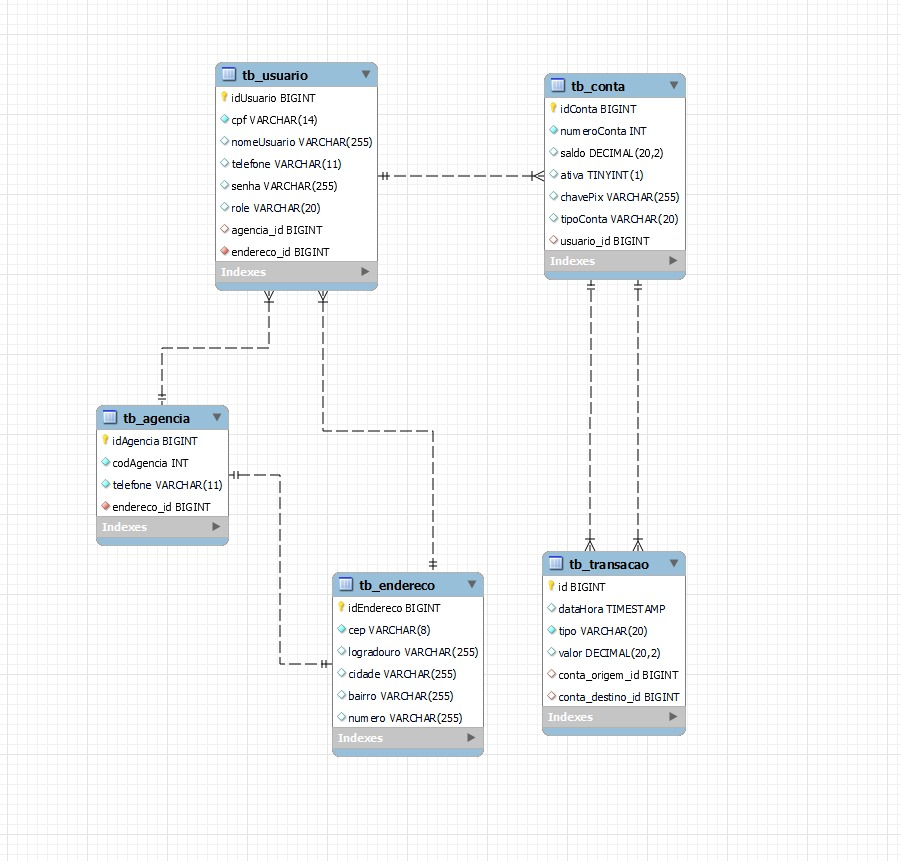 tb_usuario
idUsuario BIGINT
cpf VARCHAR(14)
nomeUsuario VARCHAR(255)
telefone VARCHAR(11)
senha VARCHAR(255)
role VARCHAR(20)
agencia_id BIGINT
endereco_id BIGINT
Indexes
tb_conta
idConta BIGINT
numeroConta INT
saldo DECIMAL(20,2)
ativa TINYINT(1)
chavePix VARCHAR(255)
tipoConta VARCHAR(20)
usuario_id BIGINT
Indexes
tb_agencia
idAgencia BIGINT
codAgencia INT
telefone VARCHAR(11)
endereco_id BIGINT
Indexes
tb_endereco
idEndereco BIGINT
cep VARCHAR(8)
logradouro VARCHAR(255)
cidade VARCHAR(255)
bairro VARCHAR(255)
numero VARCHAR(255)
Indexes
tb_transacao
id BIGINT
dataHora TIMESTAMP
tipo VARCHAR(20)
valor DECIMAL(20,2)
conta_origem_id BIGINT
conta_destino_id BIGINT
Indexes